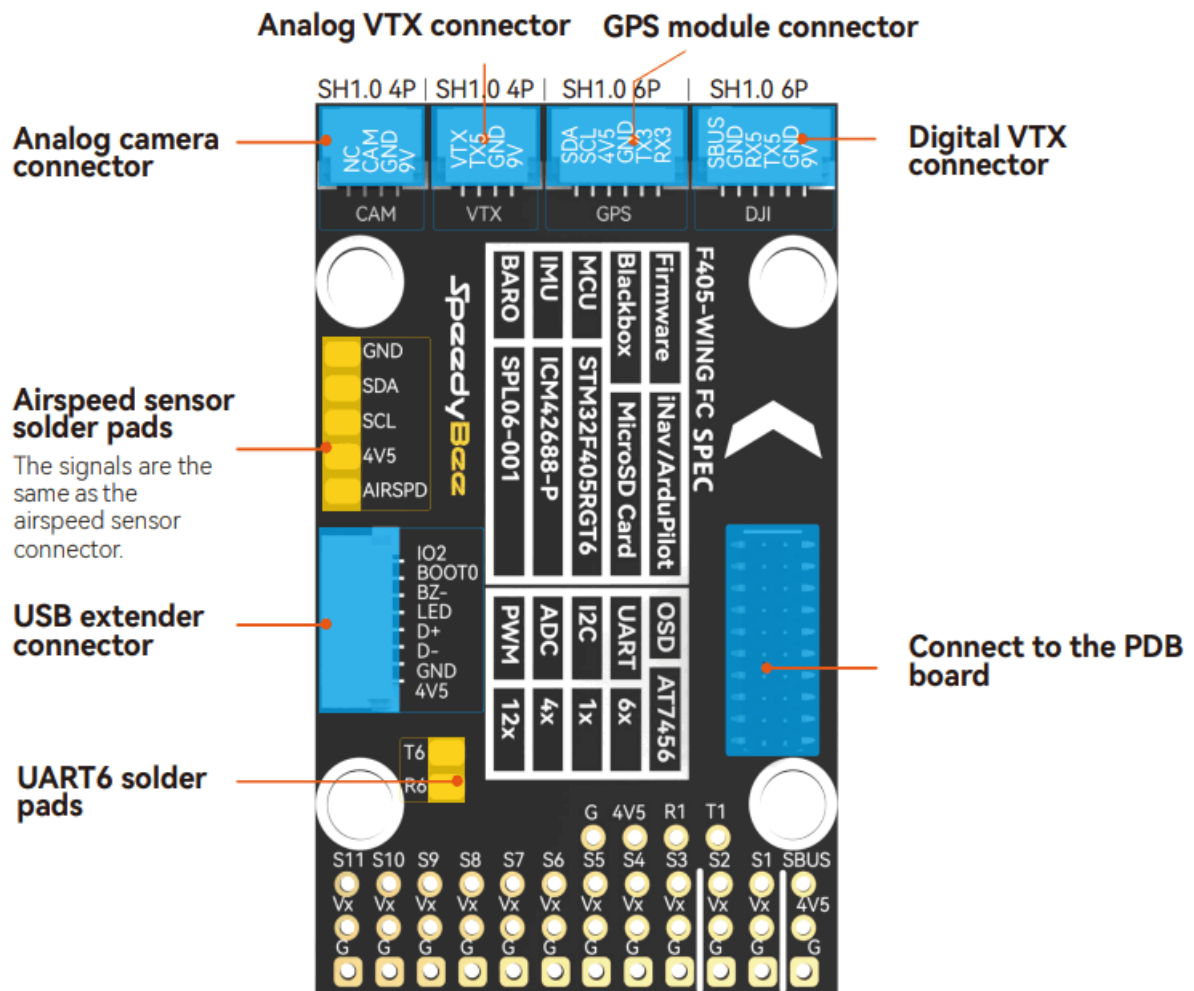 Analog VTX connector
GPS module connector
SH1.0 4P
SH1.0 4P
SH1.0 6P
SH1.0 6P
Analog camera
connector
Digital VTX
connector
NC
CAM
GND
9V
VTX
TX5
GND
9V
SDA
SCL
4V5
GND
TX3
RX3
SBUS
GND
RX5
TX5
GND
9V
CAM
VTX
GPS
DJI
SpeedyBee
F405-WING FC SPEC
Firmware
iNav/ArduPilot
Blackbox
MicroSD Card
MCU
STM32F405RGT6
IMU
ICM42688-P
BARO
SPL06-001
OSD
AT7456
UART
6x
I2C
1x
ADC
4x
PWM
12x
Airspeed sensor
solder pads
The signals are the
same as the
airspeed sensor
connector.
GND
SDA
SCL
4V5
AIRSPD
USB extender
connector
IO2
BOOT0
BZ-
LED
D+
D-
GND
4V5
Connect to the PDB
board
UART6 solder
pads
T6
R6
G 4V5 R1 T1
S11 S10 S9 S8 S7 S6 S5 S4 S3 S2 S1 SBUS
Vx Vx Vx Vx Vx Vx Vx Vx Vx Vx Vx 4V5
G G G G G G G G G G G G